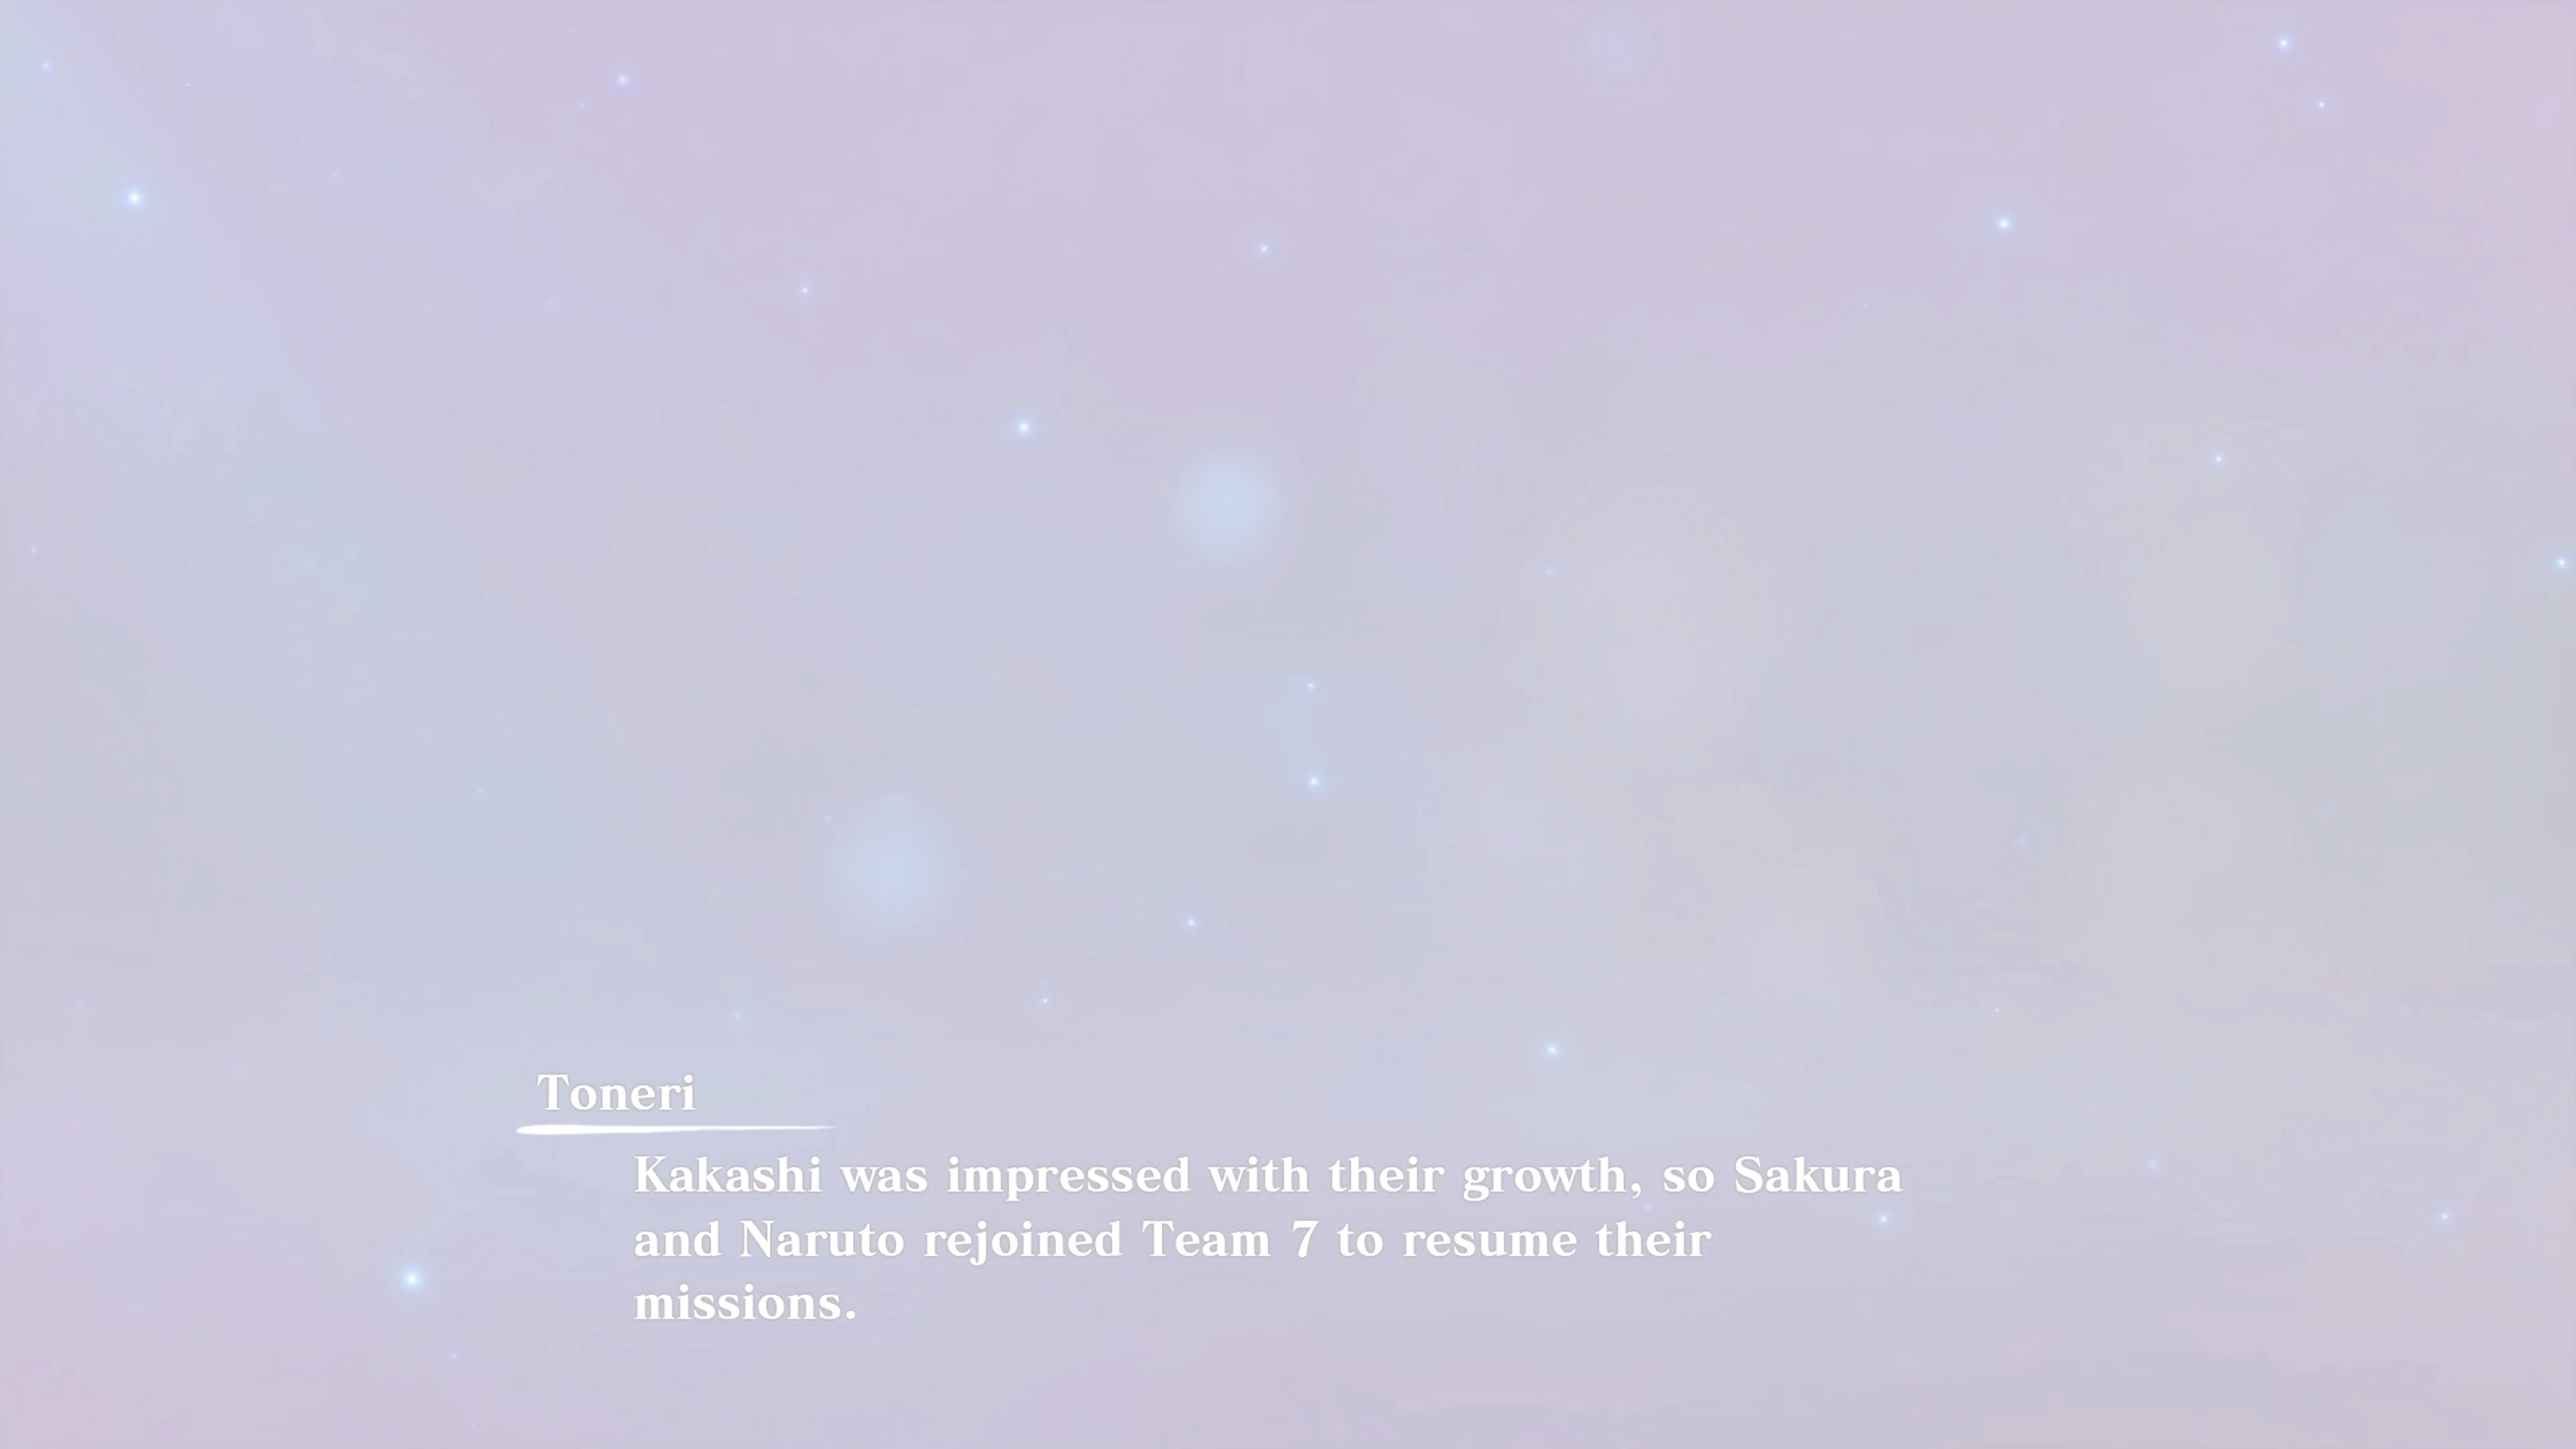 Toneri
Kakashi was impressed with their growth, so Sakura
and Naruto rejoined Team 7 to resume their
missions.